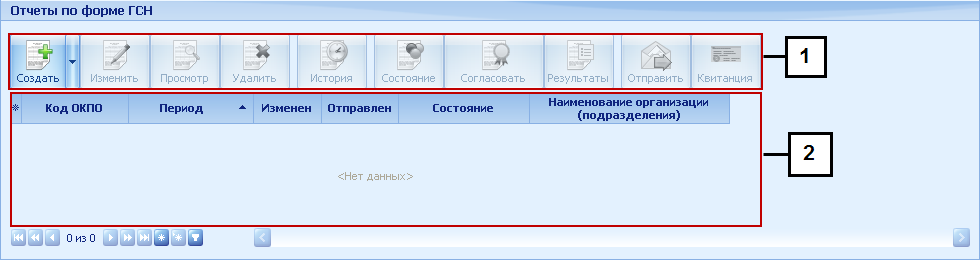 Отчеты по форме ГСН
Создать Изменить Просмотр Удалить История Состояние Согласовать Результаты Отправить Квитанция
1
Код ОКПО Период Изменен Отправлен Состояние Наименование организации
(подразделения)
2
<Нет данных>
0 из 0